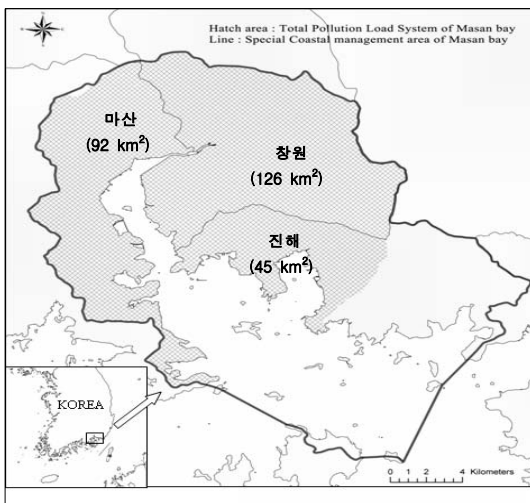 Hatch area : Total Pollution Load System of Masan bay
Line : Special Coastal management area of Masan bay
마산
(92 km²)
창원
(126 km²)
진해
(45 km²)
KOREA
0 1 2 4 Kilometers